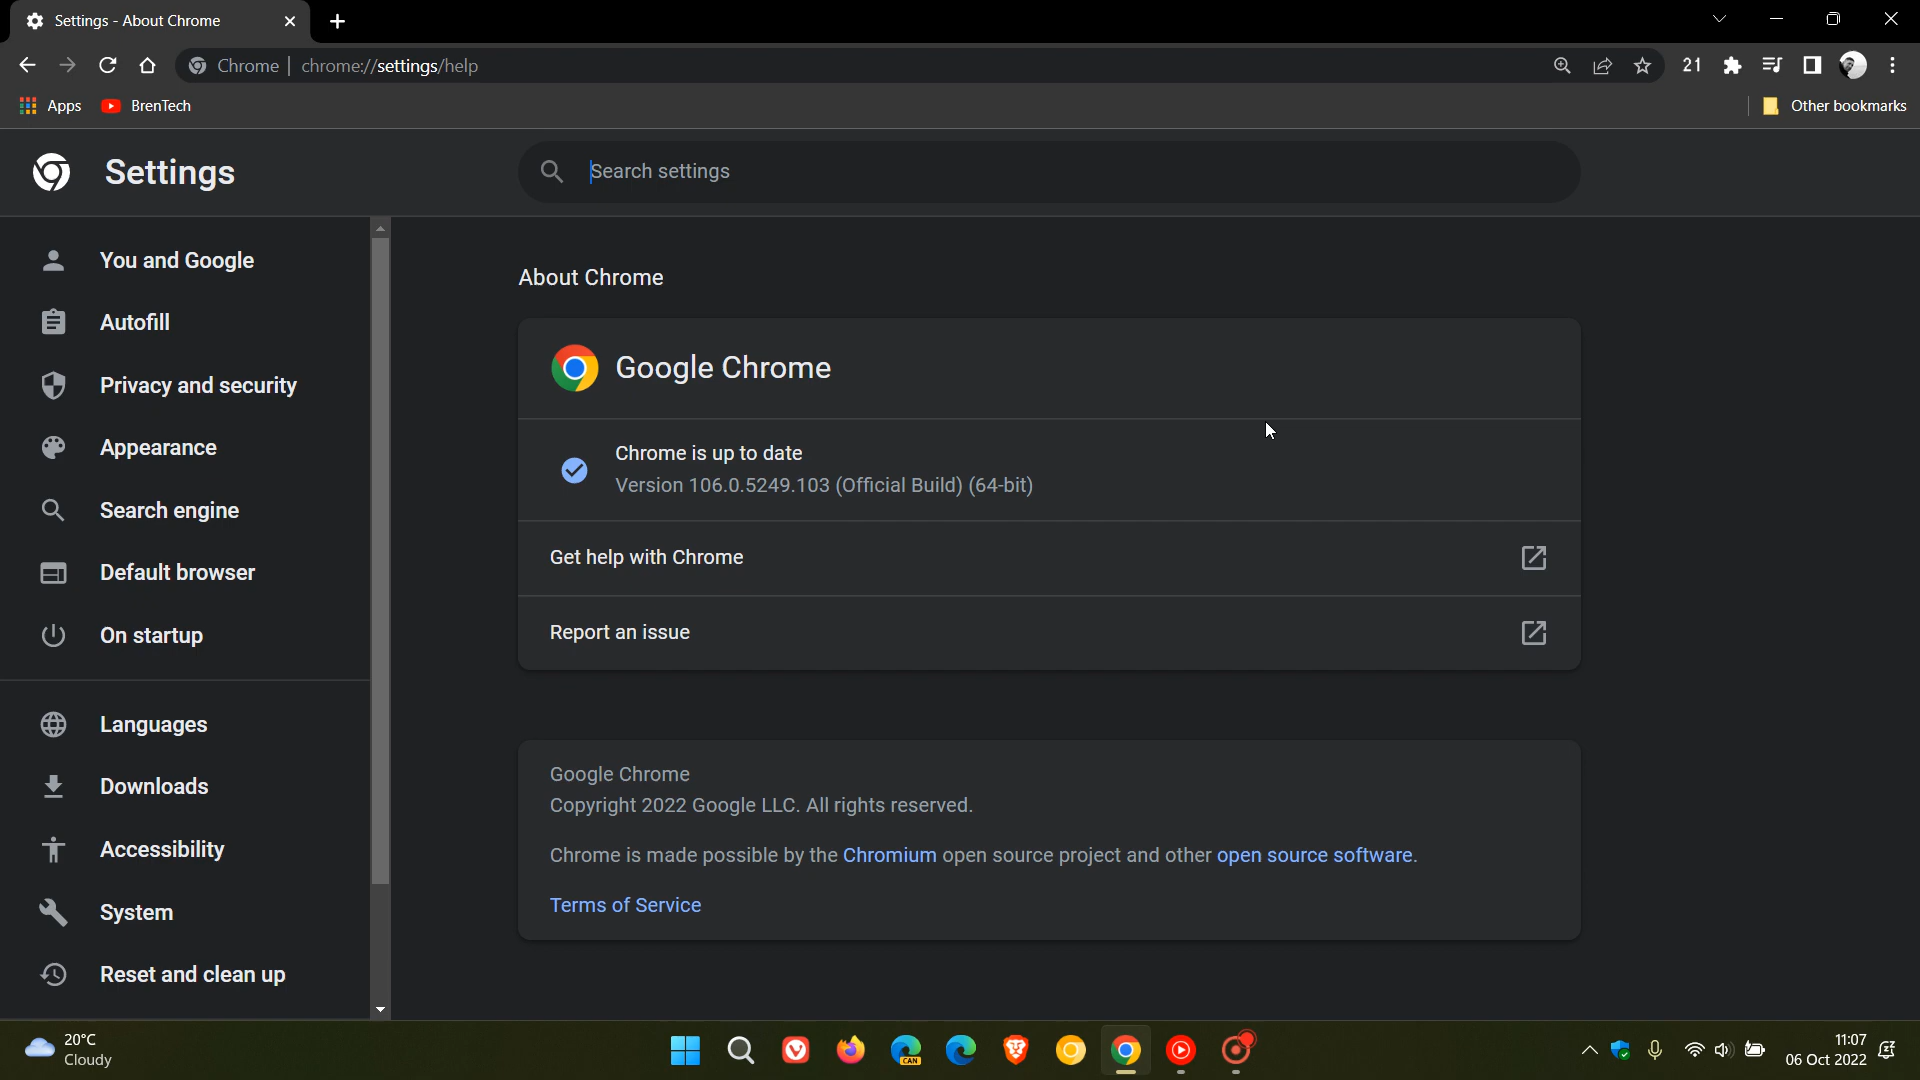 Settings - About Chrome
Chrome | chrome://settings/help
21
Apps
BrenTech
Other bookmarks
Settings
Search settings
You and Google
Autofill
Privacy and security
Appearance
Search engine
Default browser
On startup
Languages
Downloads
Accessibility
System
Reset and clean up
About Chrome
Google Chrome
Chrome is up to date
Version 106.0.5249.103 (Official Build) (64-bit)
Get help with Chrome
Report an issue
Google Chrome
Copyright 2022 Google LLC. All rights reserved.
Chrome is made possible by the Chromium open source project and other open source software.
Terms of Service
20°C
Cloudy
CAN
11:07
06 Oct 2022